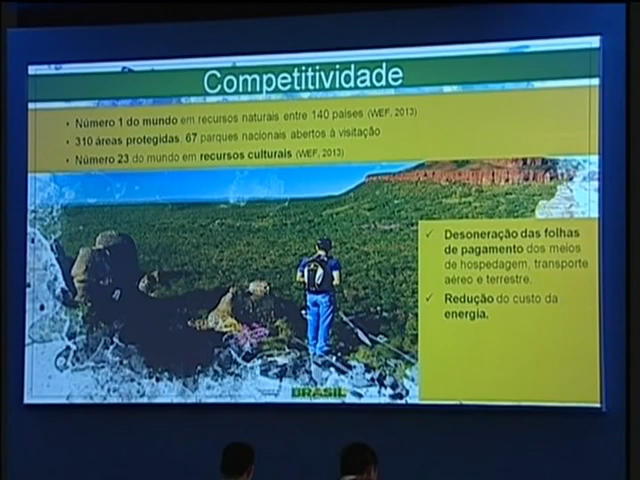 Competitividade
• Número 1 do mundo em recursos naturais entre 140 países (WEF, 2013)
• 310 áreas protegidas, 67 parques nacionais abertos à visitação
• Número 23 do mundo em recursos culturais (WEF, 2013)
✓ Desoneração das folhas
de pagamento dos meios
de hospedagem, transporte
aéreo e terrestre.
✓ Redução do custo da
energia.
BRASIL